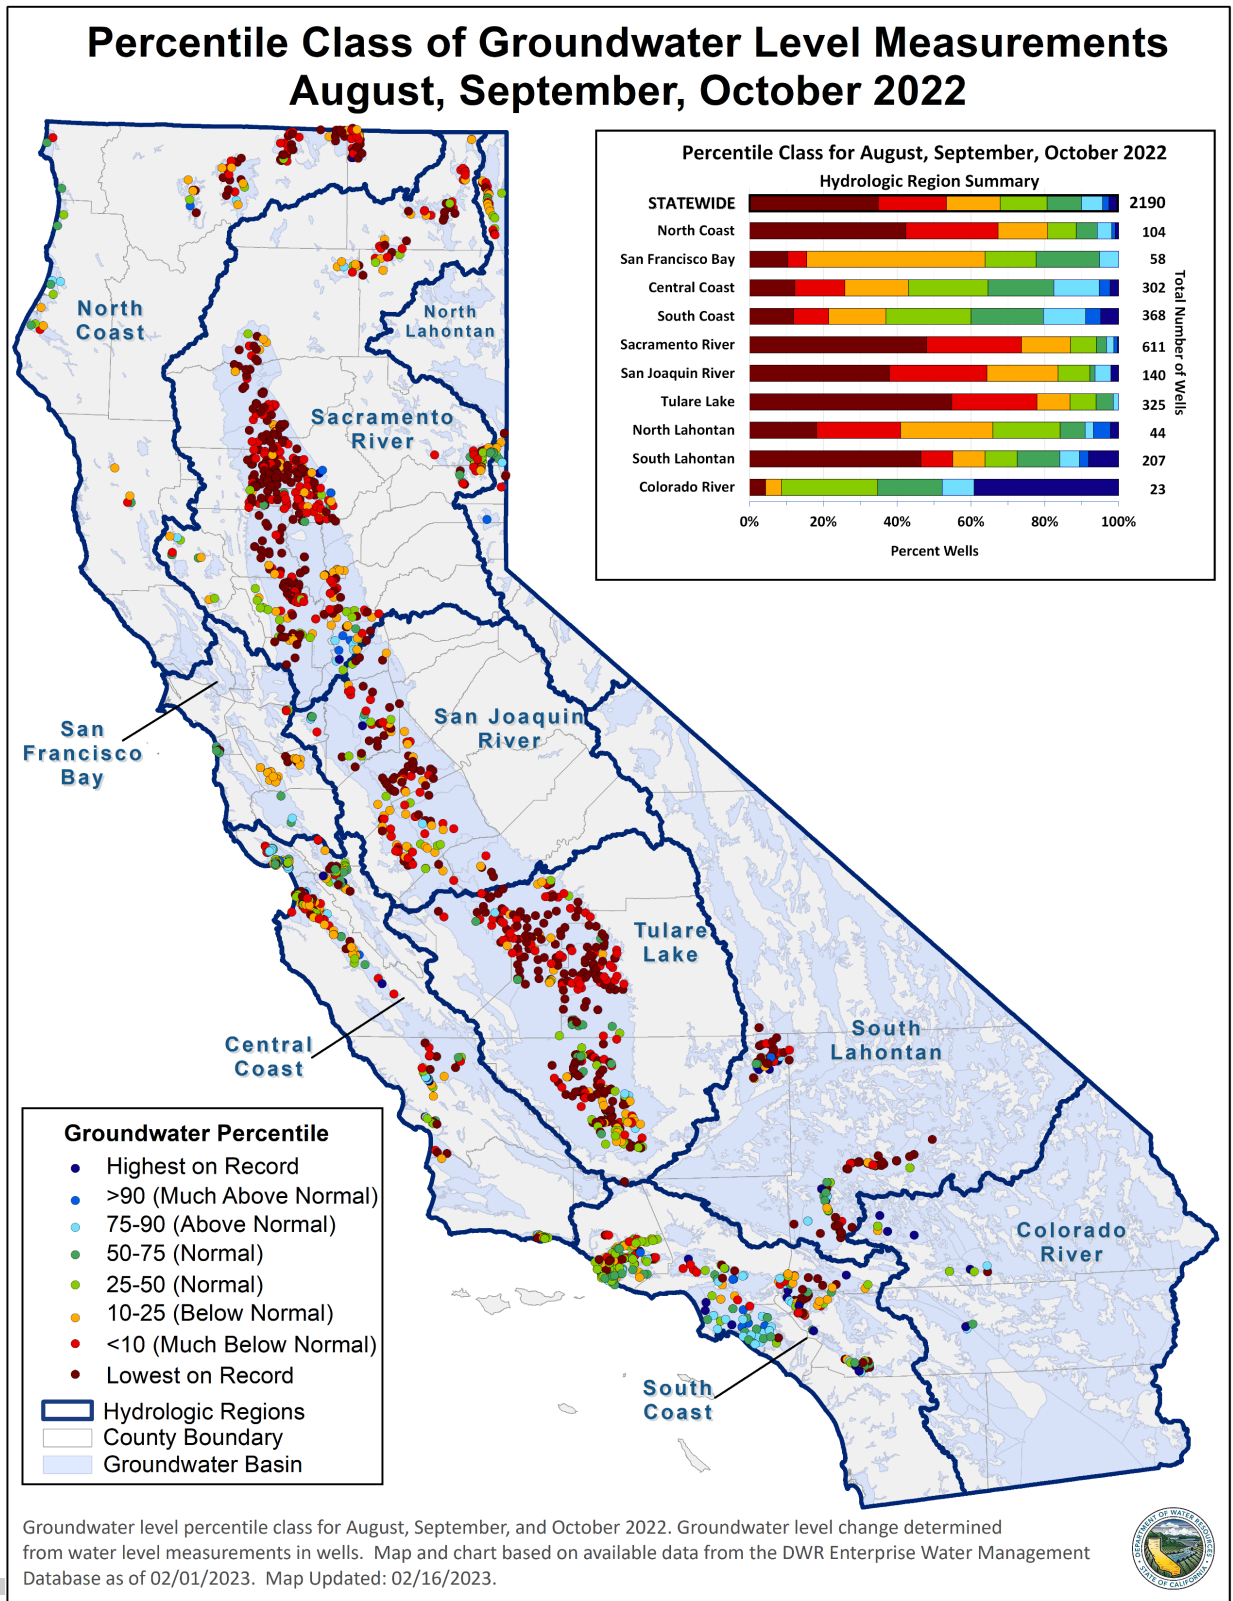 Percentile Class of Groundwater Level Measurements
August, September, October 2022
Percentile Class for August, September, October 2022
Hydrologic Region Summary
STATEWIDE 2190
North Coast 104
San Francisco Bay 58
Central Coast 302
South Coast 368
Sacramento River 611
San Joaquin River 140
Tulare Lake 325
North Lahontan 44
South Lahontan 207
Colorado River 23
Total Number of Wells
0% 20% 40% 60% 80% 100%
Percent Wells
North
Coast
North
Lahontan
Sacramento
River
San
Francisco
Bay
San Joaquin
River
Tulare
Lake
Central
Coast
South
Lahontan
Colorado
River
South
Coast
Groundwater Percentile
Highest on Record
>90 (Much Above Normal)
75-90 (Above Normal)
50-75 (Normal)
25-50 (Normal)
10-25 (Below Normal)
<10 (Much Below Normal)
Lowest on Record
Hydrologic Regions
County Boundary
Groundwater Basin
Groundwater level percentile class for August, September, and October 2022. Groundwater level change determined
from water level measurements in wells. Map and chart based on available data from the DWR Enterprise Water Management
Database as of 02/01/2023. Map Updated: 02/16/2023.
DEPARTMENT OF WATER RESOURCES
STATE OF CALIFORNIA